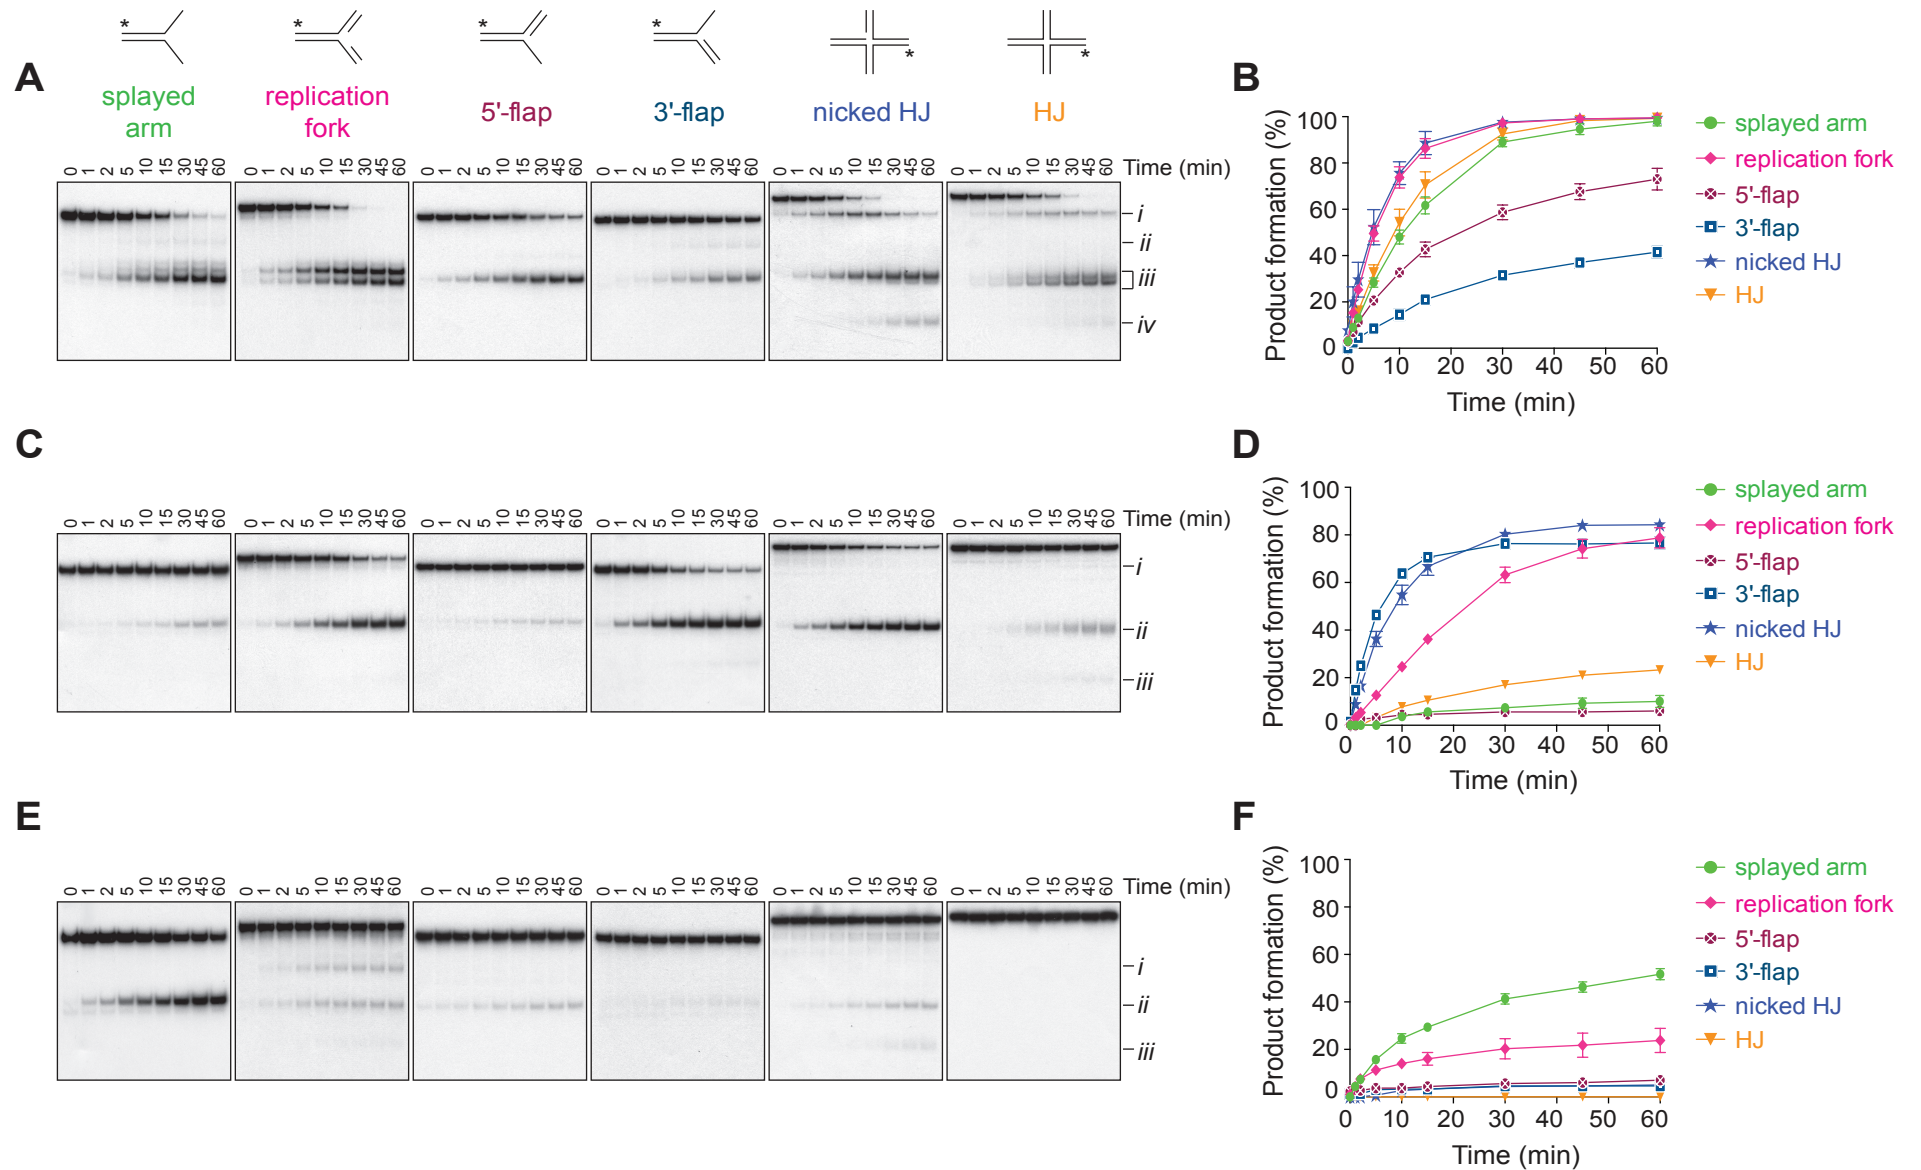 A
splayed
arm
replication
fork
5'-flap
3'-flap
nicked HJ
HJ
* * * * * *
0 1 2 5 10 15 30 45 60
0 1 2 5 10 15 30 45 60
0 1 2 5 10 15 30 45 60
0 1 2 5 10 15 30 45 60
0 1 2 5 10 15 30 45 60
0 1 2 5 10 15 30 45 60
Time (min)
i
ii
iii
iv
B
Product formation (%)
100
80
60
40
20
0
0 10 20 30 40 50 60
Time (min)
splayed arm
replication fork
5'-flap
3'-flap
nicked HJ
HJ
C
0 1 2 5 10 15 30 45 60
0 1 2 5 10 15 30 45 60
0 1 2 5 10 15 30 45 60
0 1 2 5 10 15 30 45 60
0 1 2 5 10 15 30 45 60
0 1 2 5 10 15 30 45 60
Time (min)
i
ii
iii
D
Product formation (%)
100
80
60
40
20
0
0 10 20 30 40 50 60
Time (min)
splayed arm
replication fork
5'-flap
3'-flap
nicked HJ
HJ
E
0 1 2 5 10 15 30 45 60
0 1 2 5 10 15 30 45 60
0 1 2 5 10 15 30 45 60
0 1 2 5 10 15 30 45 60
0 1 2 5 10 15 30 45 60
0 1 2 5 10 15 30 45 60
Time (min)
i
ii
iii
F
Product formation (%)
100
80
60
40
20
0
0 10 20 30 40 50 60
Time (min)
splayed arm
replication fork
5'-flap
3'-flap
nicked HJ
HJ